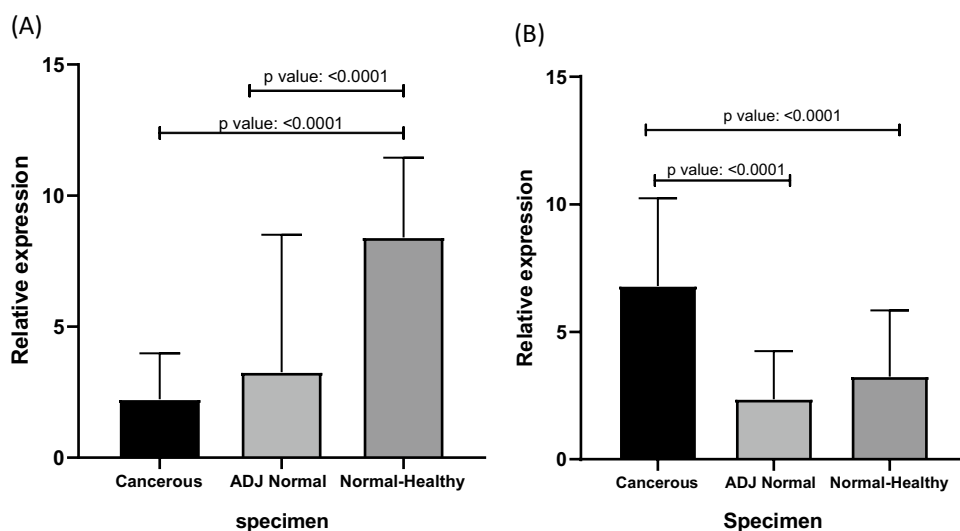 (A)
15
10
5
0
Relative expression
p value: <0.0001
p value: <0.0001
Cancerous ADJ Normal Normal-Healthy
specimen
(B)
15
10
5
0
Relative expression
p value: <0.0001
p value: <0.0001
Cancerous ADJ Normal Normal-Healthy
Specimen